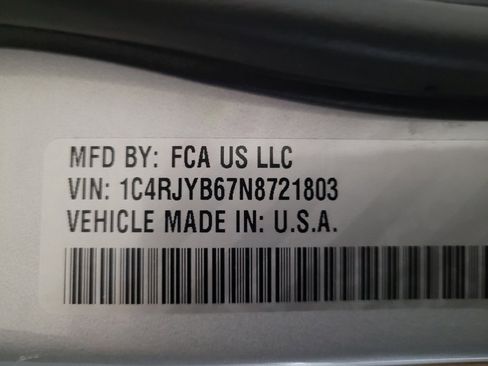 MFD BY: FCA US LLC
VIN: 1C4RJYB67N8721803
VEHICLE MADE IN: U.S.A.